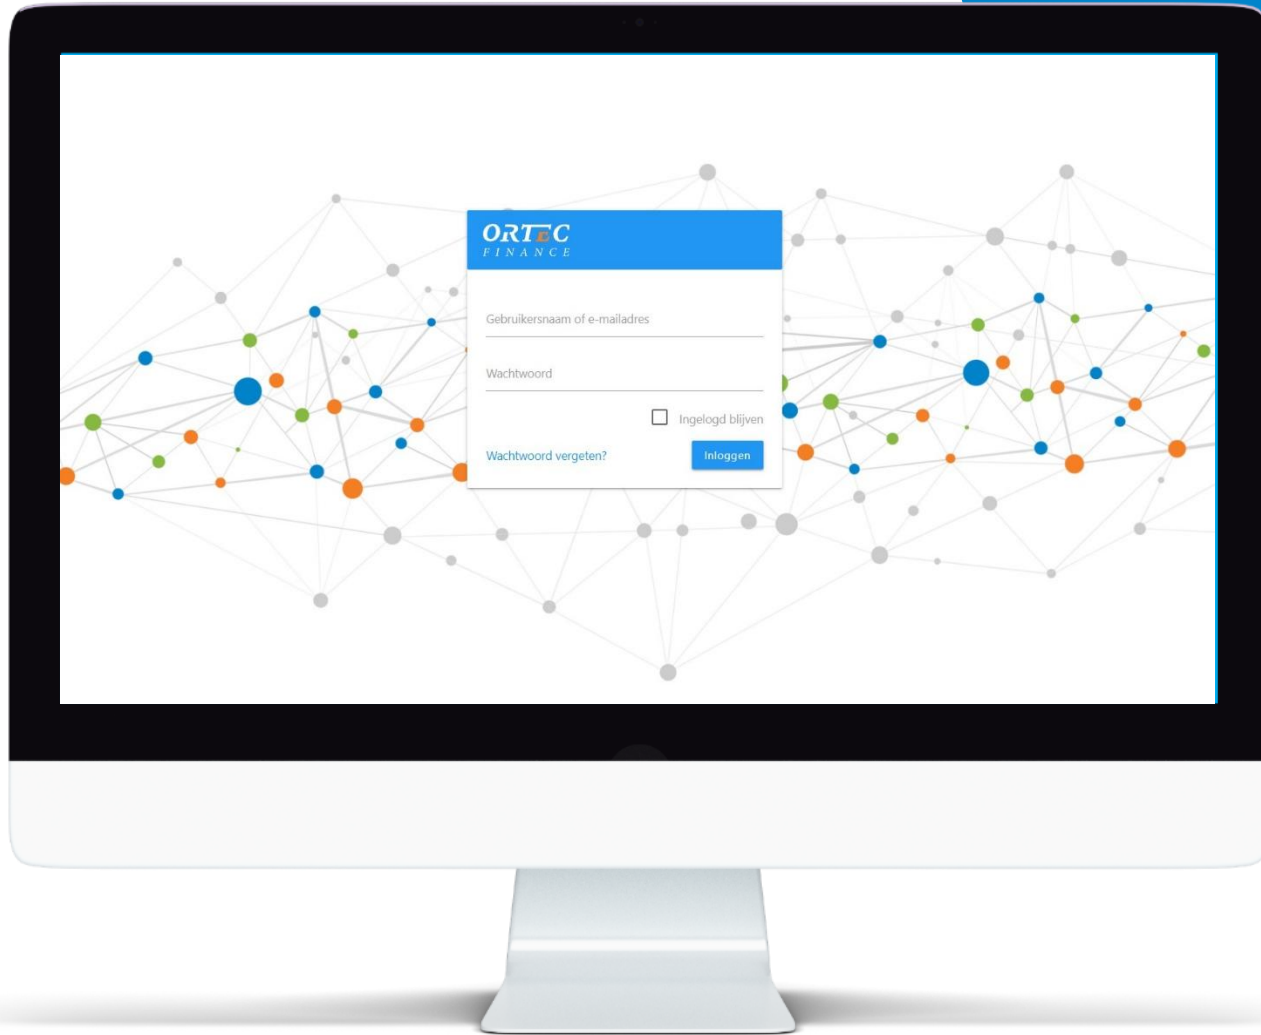 ORTEC
FINANCE
Gebruikersnaam of e-mailadres
Wachtwoord
Ingelogd blijven
Wachtwoord vergeten?
Inloggen